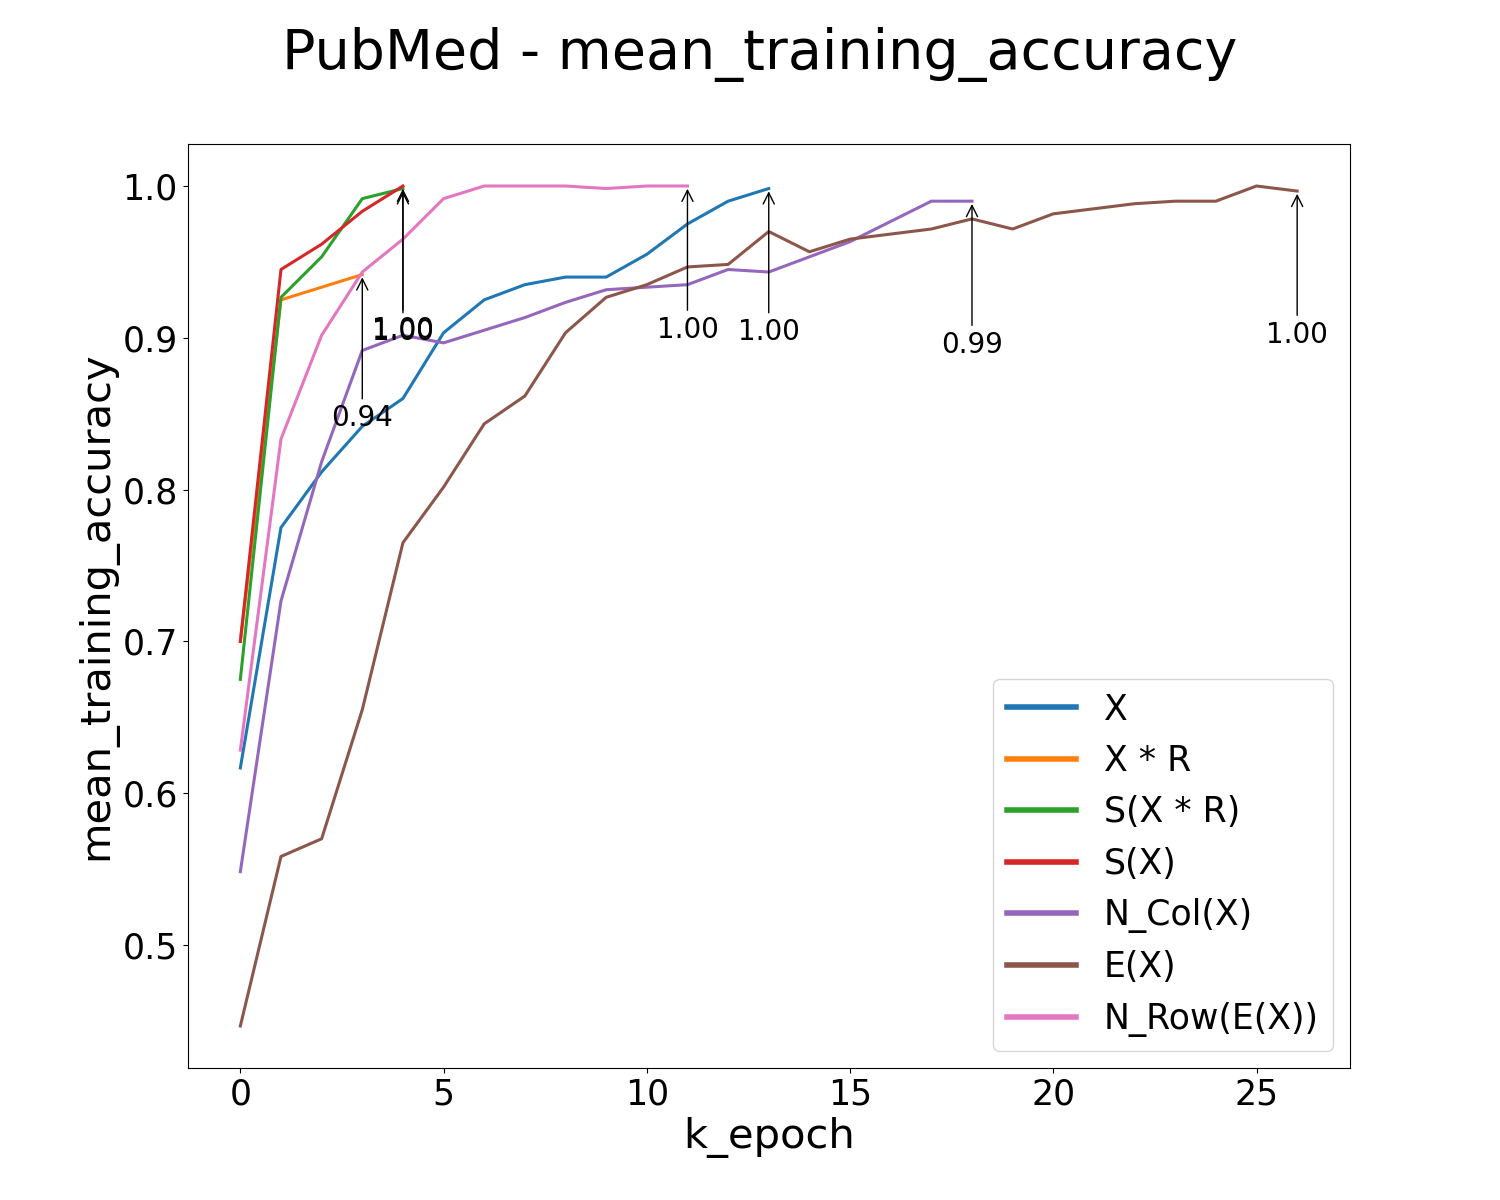 PubMed - mean_training_accuracy
mean_training_accuracy
1.0
0.9
0.8
0.7
0.6
0.5
1.00
1.00
1.00
1.00
0.99
1.00
0.94
X
X * R
S(X * R)
S(X)
N_Col(X)
E(X)
N_Row(E(X))
0 5 10 15 20 25
k_epoch